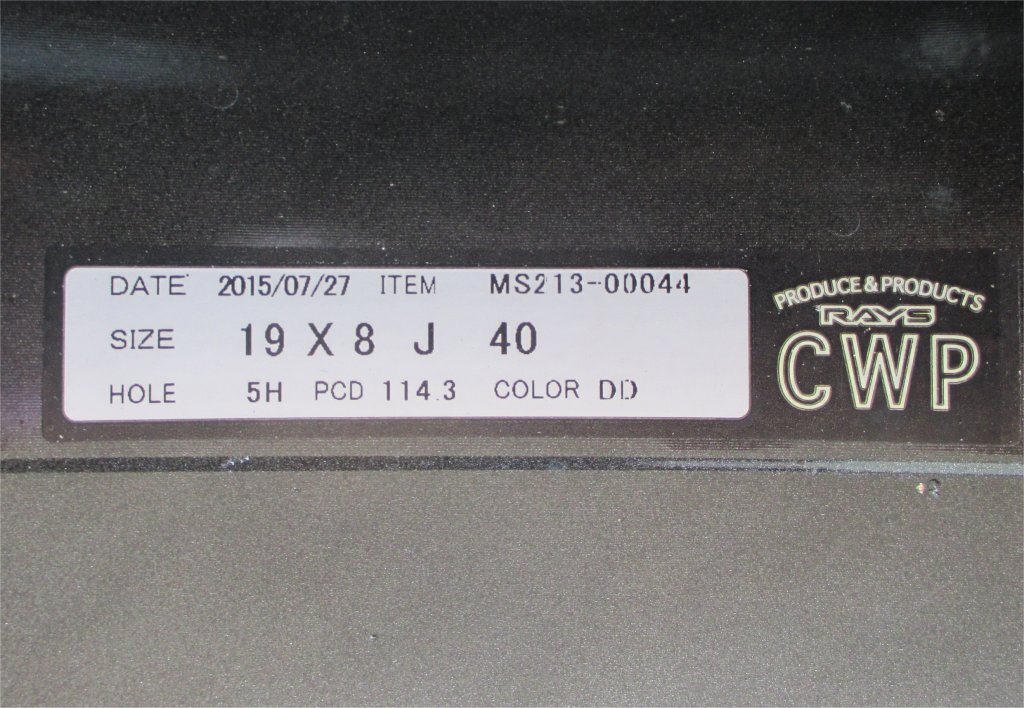 DATE 2015/07/27 ITEM MS213-00044
SIZE 19 X 8 J 40
HOLE 5H PCD 114.3 COLOR DD
PRODUCE & PRODUCTS
RAYS
CWP